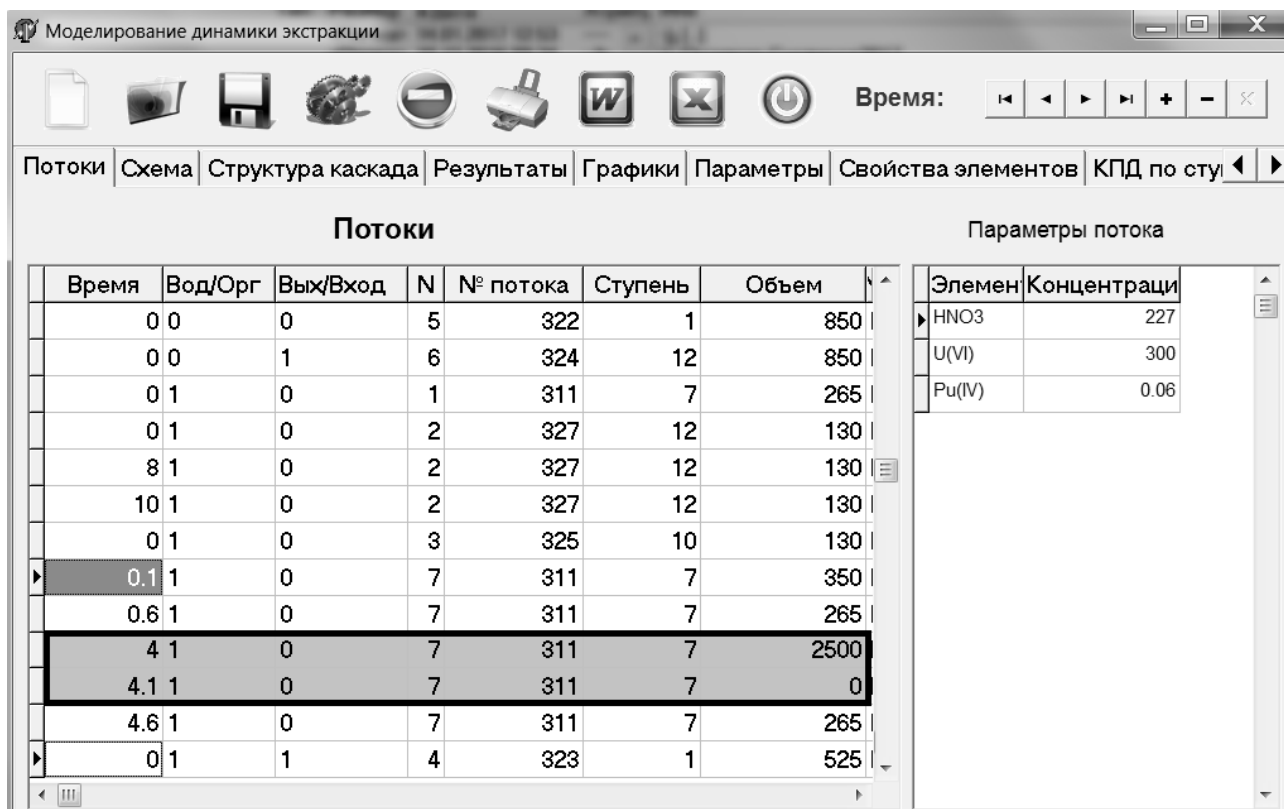 Моделирование динамики экстракции
W X Время:
Потоки Схема Структура каскада Результаты Графики Параметры Свойства элементов КПД по сту
Потоки Параметры потока
Время Вод/Орг Вых/Вход N № потока Ступень Объем Элемен Концентраци
0 0 0 5 322 1 850 HNO3 227
0 0 1 6 324 12 850 U(VI) 300
0 1 0 1 311 7 265 Pu(IV) 0.06
0 1 0 2 327 12 130
8 1 0 2 327 12 130
10 1 0 2 327 12 130
0 1 0 3 325 10 130
0.1 1 0 7 311 7 350
0.6 1 0 7 311 7 265
4 1 0 7 311 7 2500
4.1 1 0 7 311 7 0
4.6 1 0 7 311 7 265
0 1 1 4 323 1 525